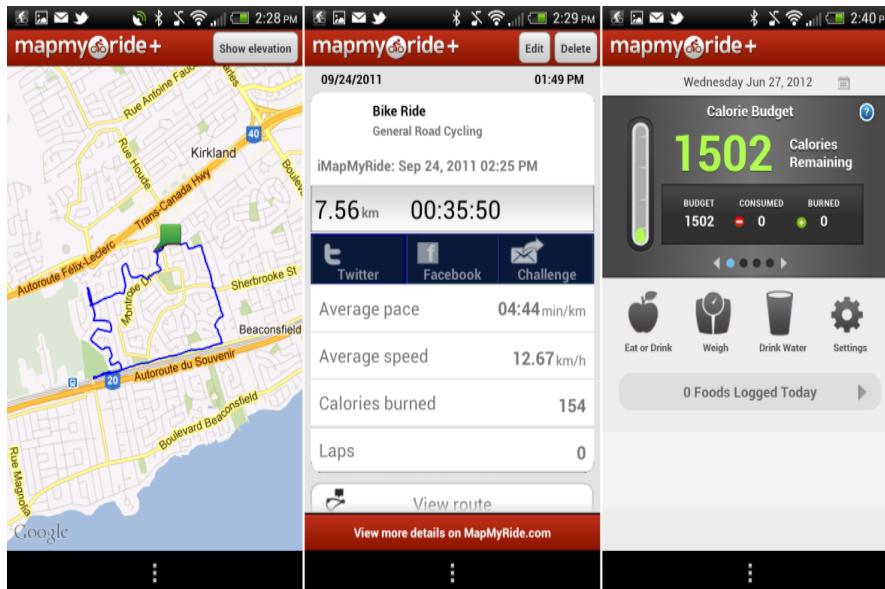 2:28 PM
mapmyride+
Show elevation
Rue Antoine Fauc
Charles
Rue Houde
40
Kirkland
Trans-Canada Hwy
Autoroute Félix-Leclerc
Montrose Dr
Sherbrooke St
Beaconsfield
Autoroute du Souvenir
20
Boulevard Beaconsfield
Rue Magnolia
Google
2:29 PM
mapmyride+
Edit
Delete
09/24/2011
01:49 PM
Bike Ride
General Road Cycling
iMapMyRide: Sep 24, 2011 02:25 PM
7.56 km 00:35:50
Twitter
Facebook
Challenge
Average pace 04:44 min/km
Average speed 12.67 km/h
Calories burned 154
Laps 0
View route
View more details on MapMyRide.com
2:40 P
mapmyride+
Wednesday Jun 27, 2012
Calorie Budget
?
1502
Calories
Remaining
BUDGET CONSUMED BURNED
1502 0 0
Eat or Drink
Weigh
Drink Water
Settings
0 Foods Logged Today